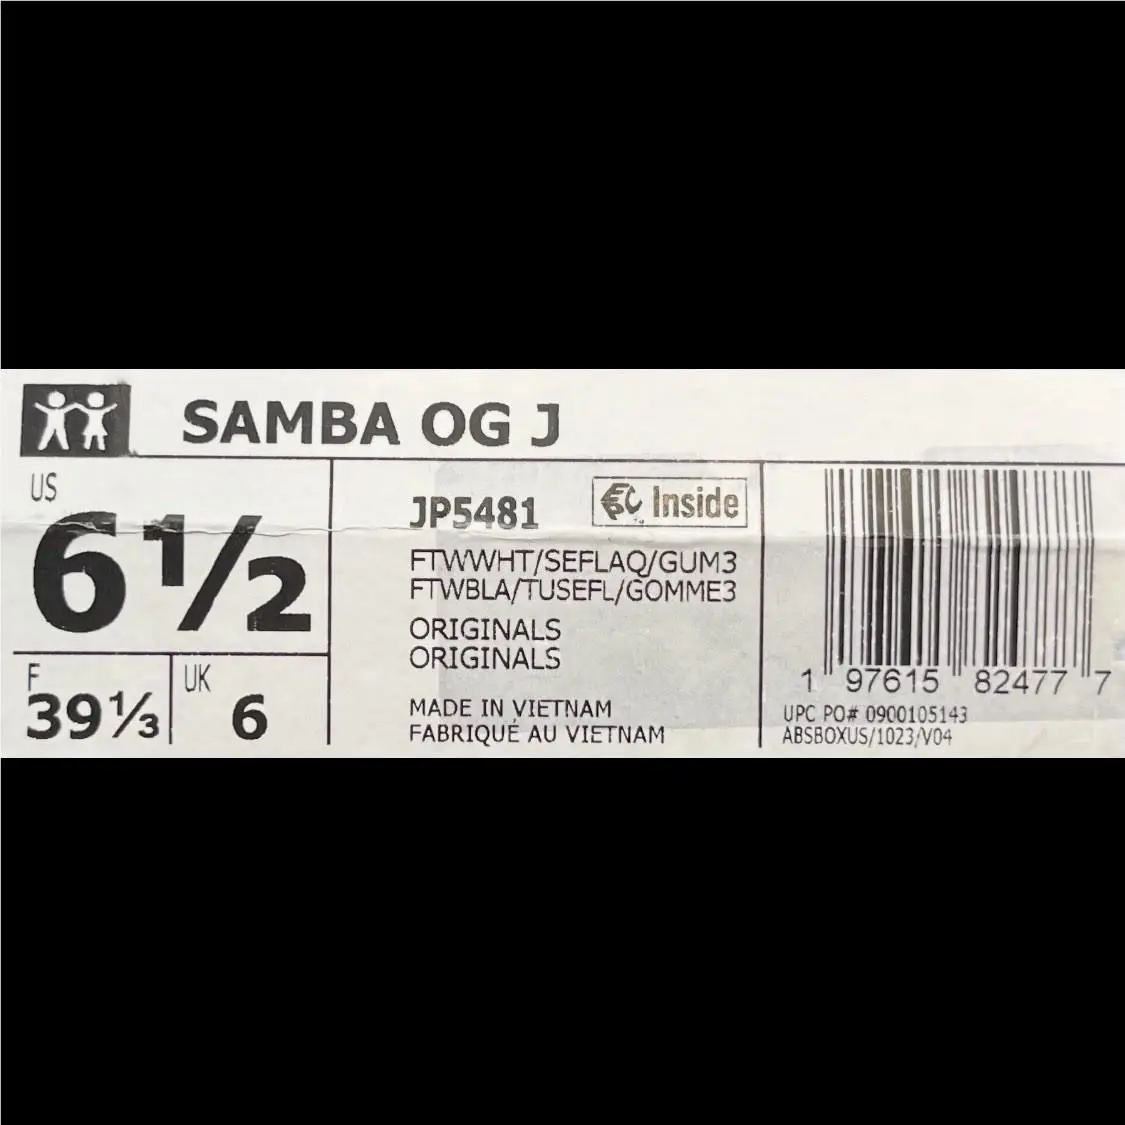 SAMBA OG J
US
6½
F
39⅓
UK
6
JP5481
EC Inside
FTWWHT/SEFLAQ/GUM3
FTWBLA/TUSEFL/GOMME3
ORIGINALS
ORIGINALS
MADE IN VIETNAM
FABRIQUÉ AU VIETNAM
1 97615 82477 7
UPC PO# 0900105143
ABSBOXUS/1023/V04